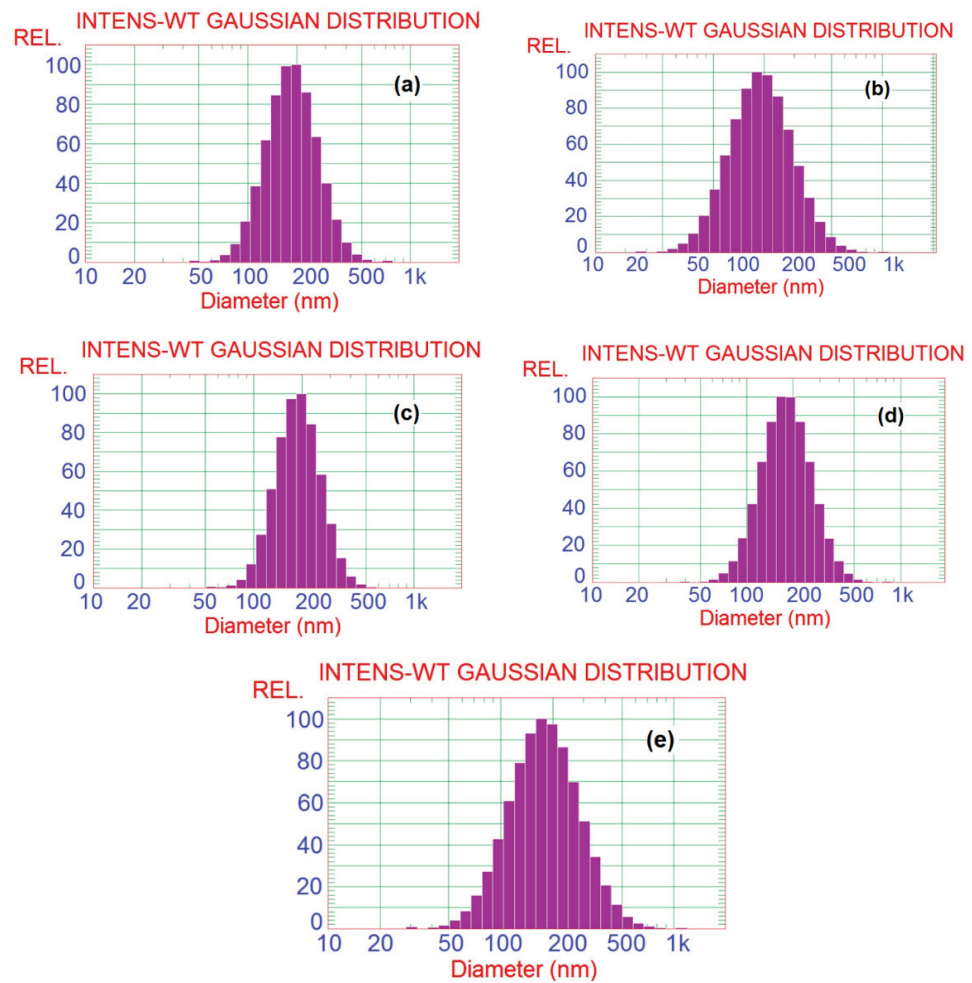 INTENS-WT GAUSSIAN DISTRIBUTION
REL.
(a)
100
80
60
40
20
0
10 20 50 100 200 500 1k
Diameter (nm)
INTENS-WT GAUSSIAN DISTRIBUTION
REL.
(b)
100
80
60
40
20
0
10 20 50 100 200 500 1k
Diameter (nm)
INTENS-WT GAUSSIAN DISTRIBUTION
REL.
(c)
100
80
60
40
20
0
10 20 50 100 200 500 1k
Diameter (nm)
INTENS-WT GAUSSIAN DISTRIBUTION
REL.
(d)
100
80
60
40
20
0
10 20 50 100 200 500 1k
Diameter (nm)
INTENS-WT GAUSSIAN DISTRIBUTION
REL.
(e)
100
80
60
40
20
0
10 20 50 100 200 500 1k
Diameter (nm)